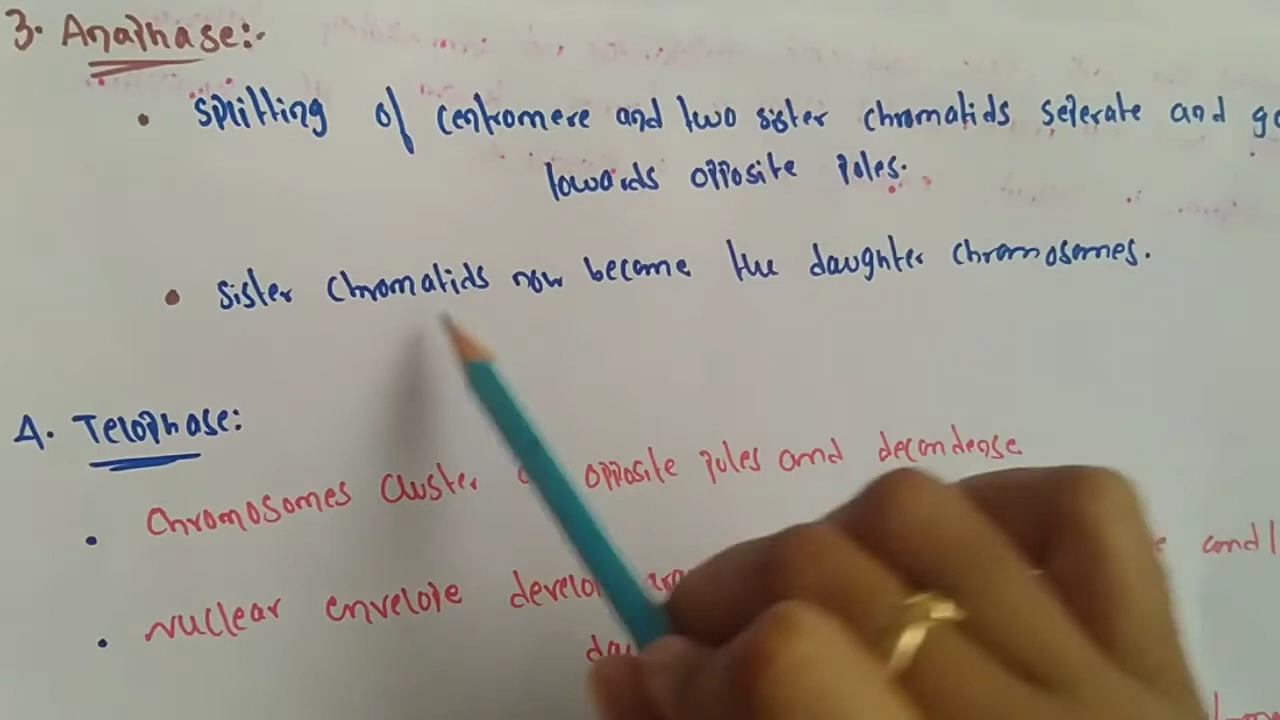 3. Anaphase:-
• splitting of centromere and two sister chromatids seperate and go
towards opposite poles.
• sister chromatids now become the daughter chromosomes.
4. Telophase:
• Chromosomes cluster opposite poles and decondense
• nuclear envelope